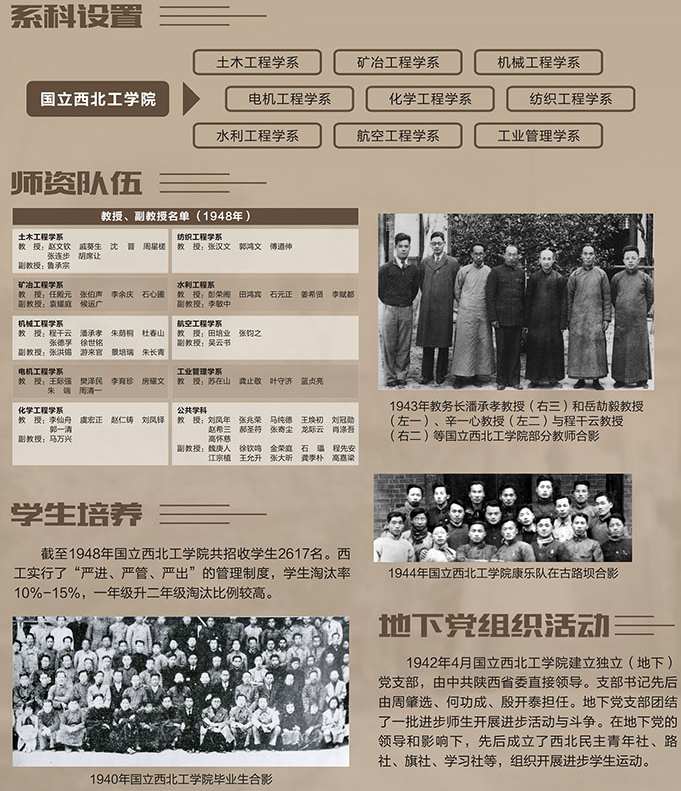 系科设置
国立西北工学院
土木工程学系
矿冶工程学系
机械工程学系
电机工程学系
化学工程学系
纺织工程学系
水利工程学系
航空工程学系
工业管理学系
师资队伍
教授、副教授名单（1948年）
土木工程学系
教　授：赵文钦　戚葵生　沈　晋　周星槎
张连步　胡席让
副教授：鲁承宗
纺织工程学系
教　授：张汉文　郭鸿文　傅道伸
矿冶工程学系
教　授：任殿元　张伯声　李余庆　石心圃
副教授：袁耀庭　候运广
水利工程系
教　授：彭荣阁　田鸿宾　石元正　姜希贤　李赋都
副教授：李敏中
机械工程学系
教　授：程干云　潘承孝　朱荫桐　杜春山
张德孚　徐世铭
副教授：张洪锡　游来官　景培瑞　朱长青
航空工程学系
教　授：田培业　张钧之
副教授：吴云书
电机工程学系
教　授：王际强　樊泽民　李育珍　房耀文
朱　端　周清一
工业管理学系
教　授：苏在山　龚止敬　叶守济　蓝贞亮
化学工程学系
教　授：李仙舟　虞宏正　赵仁铸　刘凤铎
郭一清
副教授：马万兴
公共学科
教　授：刘凤年　张兆荣　马纯德　王焕初　刘冠勋
赵希三　郝圣符　张寄尘　龙际云　肖涤吾
高怀慈
副教授：魏庚人　徐钦鸣　金荣庭　石　瑥　程先安
江宗植　王允升　张大昕　龚季朴　高嘉梁
1943年教务长潘承孝教授（右三）和岳劼毅教授
（左一）、辛一心教授（左二）与程干云教授
（右二）等国立西北工学院部分教师合影
学生培养
截至1948年国立西北工学院共招收学生2617名。西
工实行了“严进、严管、严出”的管理制度，学生淘汰率
10%-15%，一年级升二年级淘汰比例较高。
1940年国立西北工学院毕业生合影
1944年国立西北工学院康乐队在古路坝合影
地下党组织活动
1942年4月国立西北工学院建立独立（地下）
党支部，由中共陕西省委直接领导。支部书记先后
由周肇选、何功成、殷开泰担任。地下党支部团结
了一批进步师生开展进步活动与斗争。在地下党的
领导和影响下，先后成立了西北民主青年社、路
社、旗社、学习社等，组织开展进步学生运动。